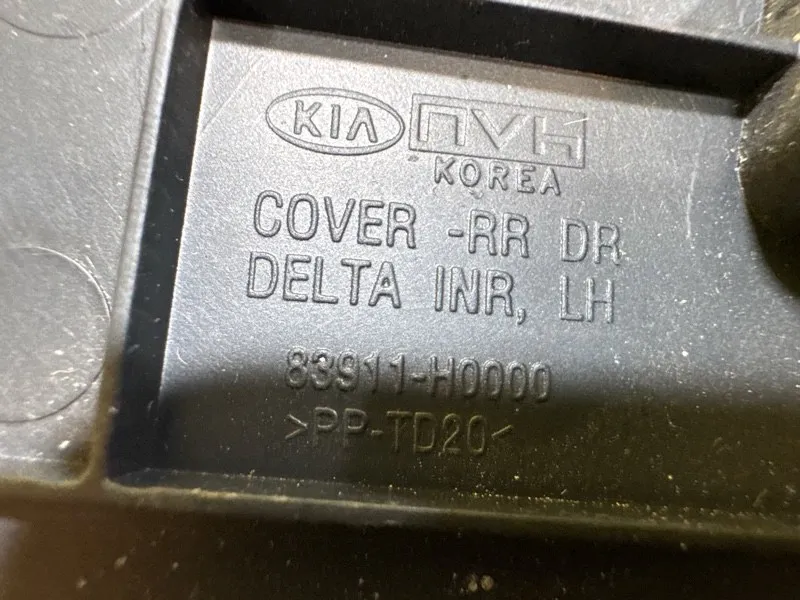 KIA NVH
KOREA
COVER -RR DR
DELTA INR, LH
83911-H0000
>PP-TD20<